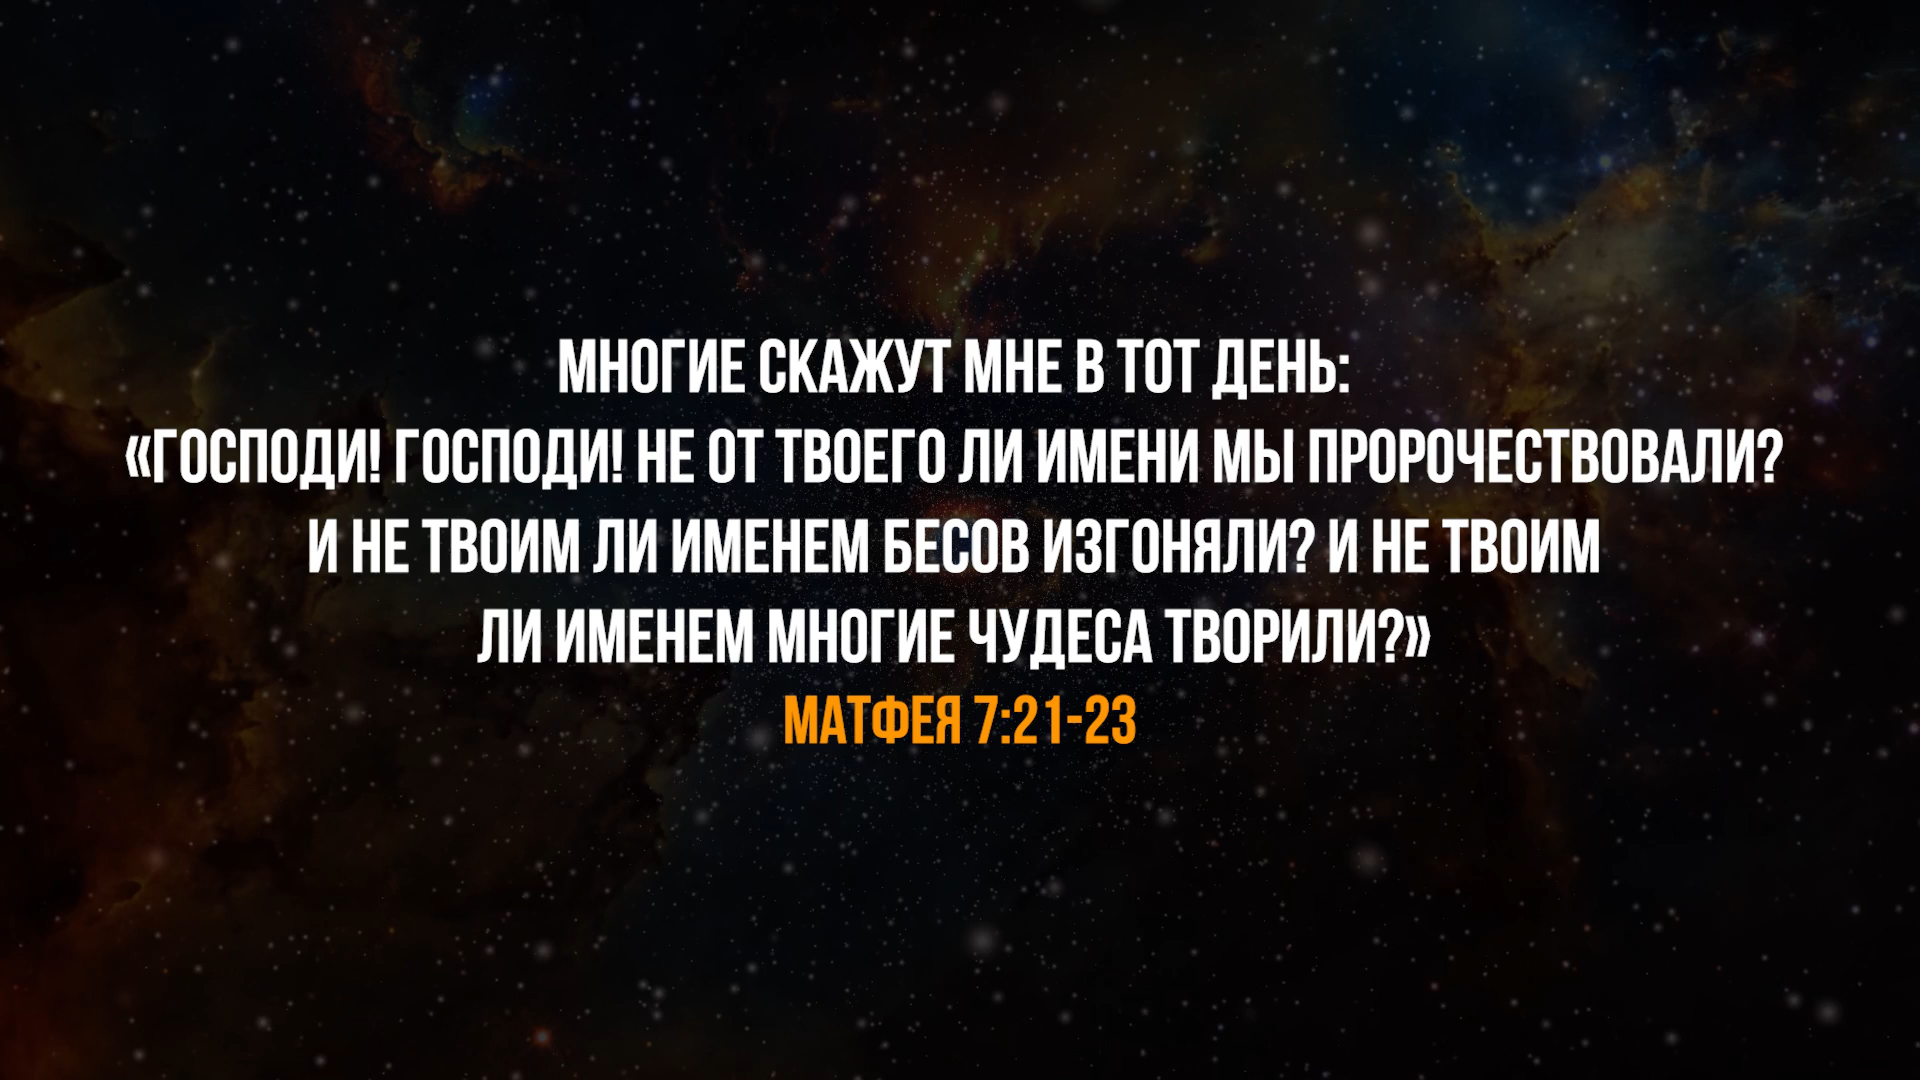 МНОГИЕ СКАЖУТ МНЕ В ТОТ ДЕНЬ:
«ГОСПОДИ! ГОСПОДИ! НЕ ОТ ТВОЕГО ЛИ ИМЕНИ МЫ ПРОРОЧЕСТВОВАЛИ?
И НЕ ТВОИМ ЛИ ИМЕНЕМ БЕСОВ ИЗГОНЯЛИ? И НЕ ТВОИМ
ЛИ ИМЕНЕМ МНОГИЕ ЧУДЕСА ТВОРИЛИ?»
МАТФЕЯ 7:21-23